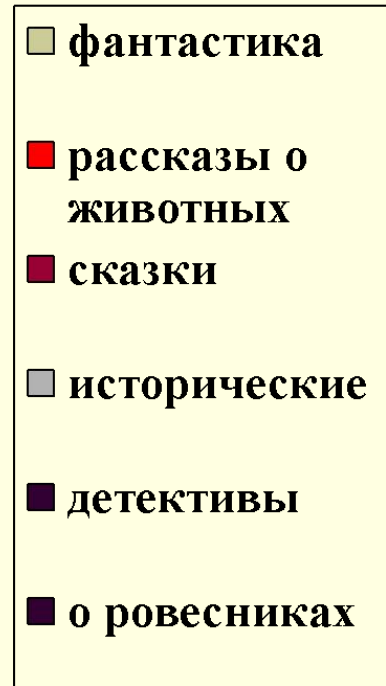 фантастика
рассказы о
животных
сказки
исторические
детективы
о ровесниках